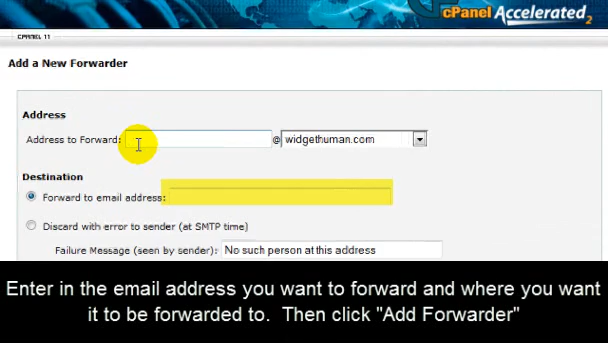 cPanel Accelerated2
CPANEL 11
Add a New Forwarder
Address
Address to Forward: @ widgethuman.com
Destination
Forward to email address:
Discard with error to sender (at SMTP time)
Failure Message (seen by sender): No such person at this address
Enter in the email address you want to forward and where you want
it to be forwarded to. Then click "Add Forwarder"